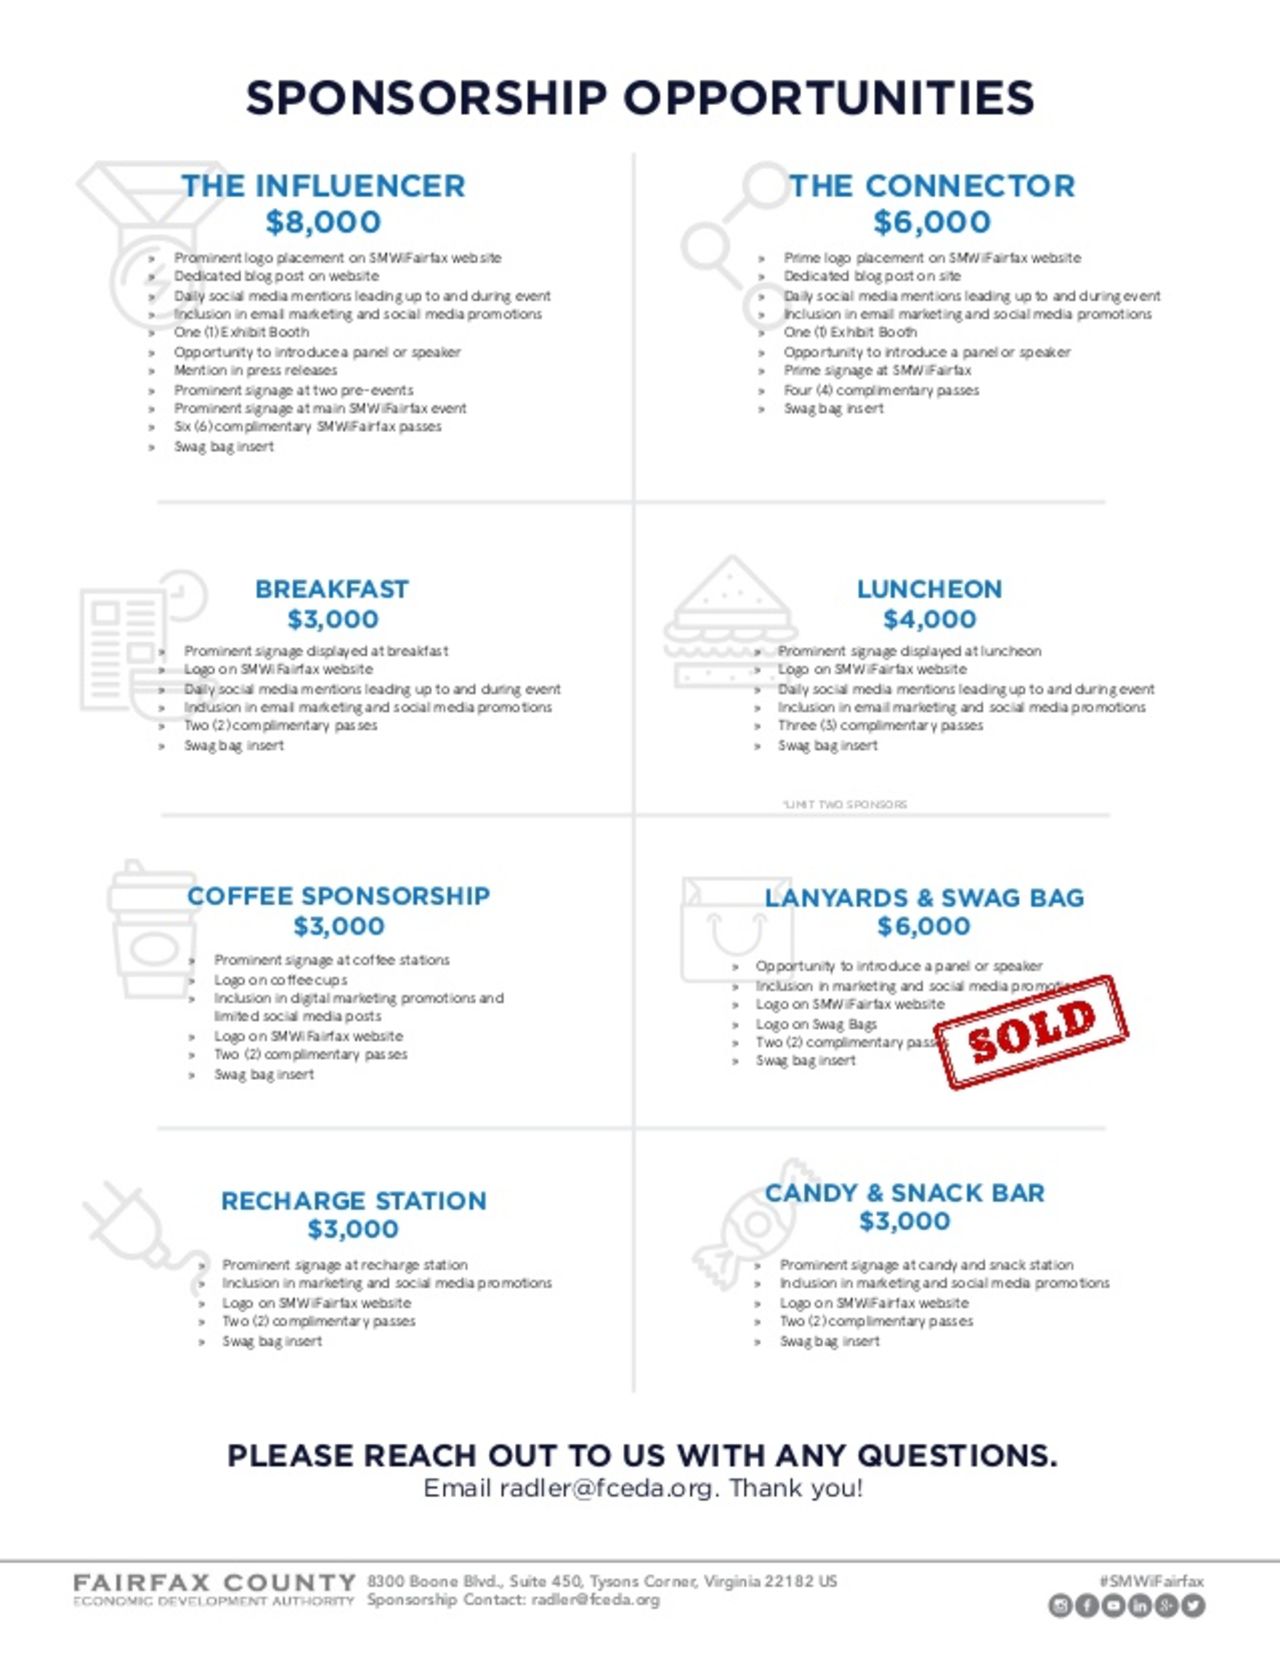 SPONSORSHIP OPPORTUNITIES
THE INFLUENCER
$8,000
» Prominent logo placement on SMWiFairfax website
» Dedicated blog post on website
» Daily social media mentions leading up to and during event
» Inclusion in email marketing and social media promotions
» One (1) Exhibit Booth
» Opportunity to introduce a panel or speaker
» Mention in press releases
» Prominent signage at two pre-events
» Prominent signage at main SMWiFairfax event
» Six (6) complimentary SMWiFairfax passes
» Swag bag insert
THE CONNECTOR
$6,000
» Prime logo placement on SMWiFairfax website
» Dedicated blog post on site
» Daily social media mentions leading up to and during event
» Inclusion in email marketing and social media promotions
» One (1) Exhibit Booth
» Opportunity to introduce a panel or speaker
» Prime signage at SMWiFairfax
» Four (4) complimentary passes
» Swag bag insert
BREAKFAST
$3,000
» Prominent signage displayed at breakfast
» Logo on SMWiFairfax website
» Daily social media mentions leading up to and during event
» Inclusion in email marketing and social media promotions
» Two (2) complimentary passes
» Swag bag insert
LUNCHEON
$4,000
» Prominent signage displayed at luncheon
» Logo on SMWiFairfax website
» Daily social media mentions leading up to and during event
» Inclusion in email marketing and social media promotions
» Three (3) complimentary passes
» Swag bag insert
*LIMIT TWO SPONSORS
COFFEE SPONSORSHIP
$3,000
» Prominent signage at coffee stations
» Logo on coffee cups
» Inclusion in digital marketing promotions and
limited social media posts
» Logo on SMWiFairfax website
» Two (2) complimentary passes
» Swag bag insert
LANYARDS & SWAG BAG
$6,000
» Opportunity to introduce a panel or speaker
» Inclusion in marketing and social media promotions
» Logo on SMWiFairfax website
» Logo on Swag Bags
» Two (2) complimentary passes
» Swag bag insert
SOLD
RECHARGE STATION
$3,000
» Prominent signage at recharge station
» Inclusion in marketing and social media promotions
» Logo on SMWiFairfax website
» Two (2) complimentary passes
» Swag bag insert
CANDY & SNACK BAR
$3,000
» Prominent signage at candy and snack station
» Inclusion in marketing and social media promotions
» Logo on SMWiFairfax website
» Two (2) complimentary passes
» Swag bag insert
PLEASE REACH OUT TO US WITH ANY QUESTIONS.
Email radler@fceda.org. Thank you!
FAIRFAX COUNTY
ECONOMIC DEVELOPMENT AUTHORITY
8300 Boone Blvd., Suite 450, Tysons Corner, Virginia 22182 US
Sponsorship Contact: radler@fceda.org
#SMWiFairfax